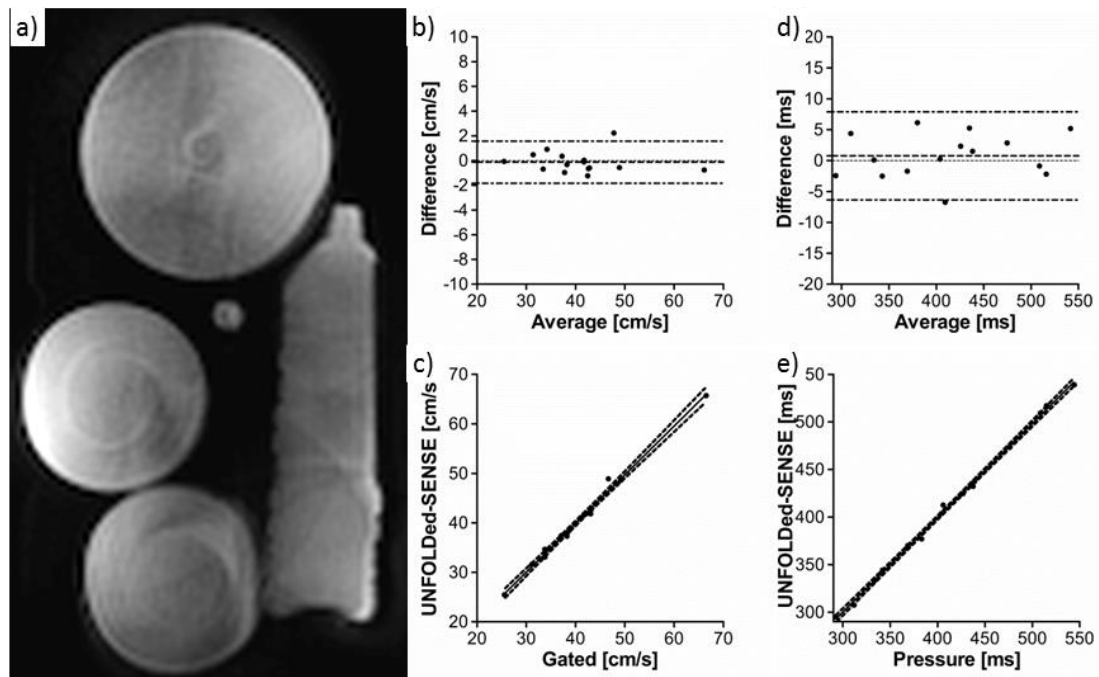 a)
b)
10
8
6
4
2
0
-2
-4
-6
-8
-10
Difference [cm/s]
20 30 40 50 60 70
Average [cm/s]
d)
20
15
10
5
0
-5
-10
-15
-20
Difference [ms]
300 350 400 450 500 550
Average [ms]
c)
70
60
50
40
30
20
UNFOLDed-SENSE [cm/s]
20 30 40 50 60 70
Gated [cm/s]
e)
550
500
450
400
350
300
UNFOLDed-SENSE [ms]
300 350 400 450 500 550
Pressure [ms]